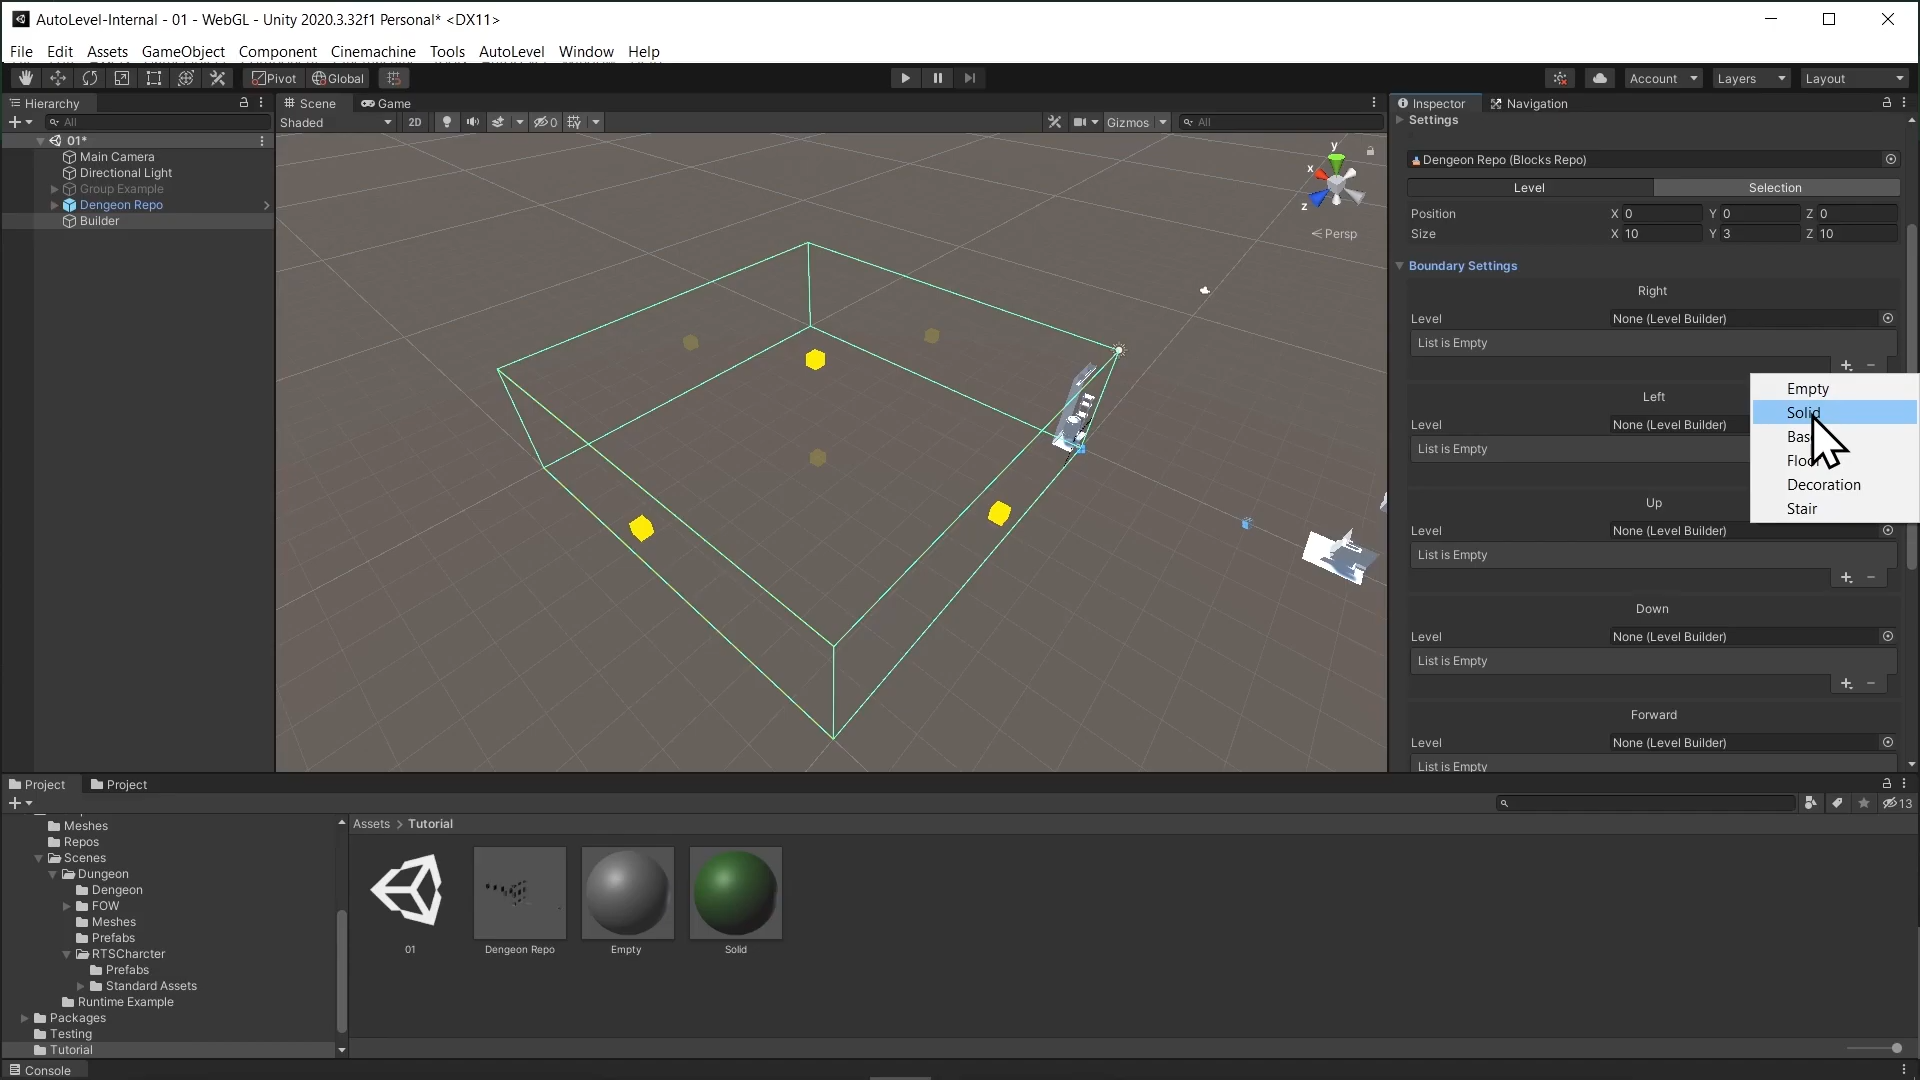 AutoLevel-Internal - 01 - WebGL - Unity 2020.3.32f1 Personal* <DX11>
File Edit Assets GameObject Component Cinemachine Tools AutoLevel Window Help
Pivot Global Account Layers Layout
Hierarchy
All
01*
Main Camera
Directional Light
Group Example
Dengeon Repo
Builder
Scene Game
Shaded 2D 0 Gizmos All
y
x
z
Persp
Inspector Navigation
Settings
Dengeon Repo (Blocks Repo)
Level Selection
Position X 0 Y 0 Z 0
Size X 10 Y 3 Z 10
Boundary Settings
Right
Level None (Level Builder)
List is Empty
Left
Level None (Level Builder)
List is Empty
Up
Level None (Level Builder)
List is Empty
Down
Level None (Level Builder)
List is Empty
Forward
Level None (Level Builder)
List is Empty
Empty
Solid
Decoration
Stair
Project Project
13
Meshes
Repos
Scenes
Dungeon
Dengeon
FOW
Meshes
Prefabs
RTSCharcter
Prefabs
Standard Assets
Runtime Example
Packages
Testing
Tutorial
Assets > Tutorial
01 Dengeon Repo Empty Solid
Console